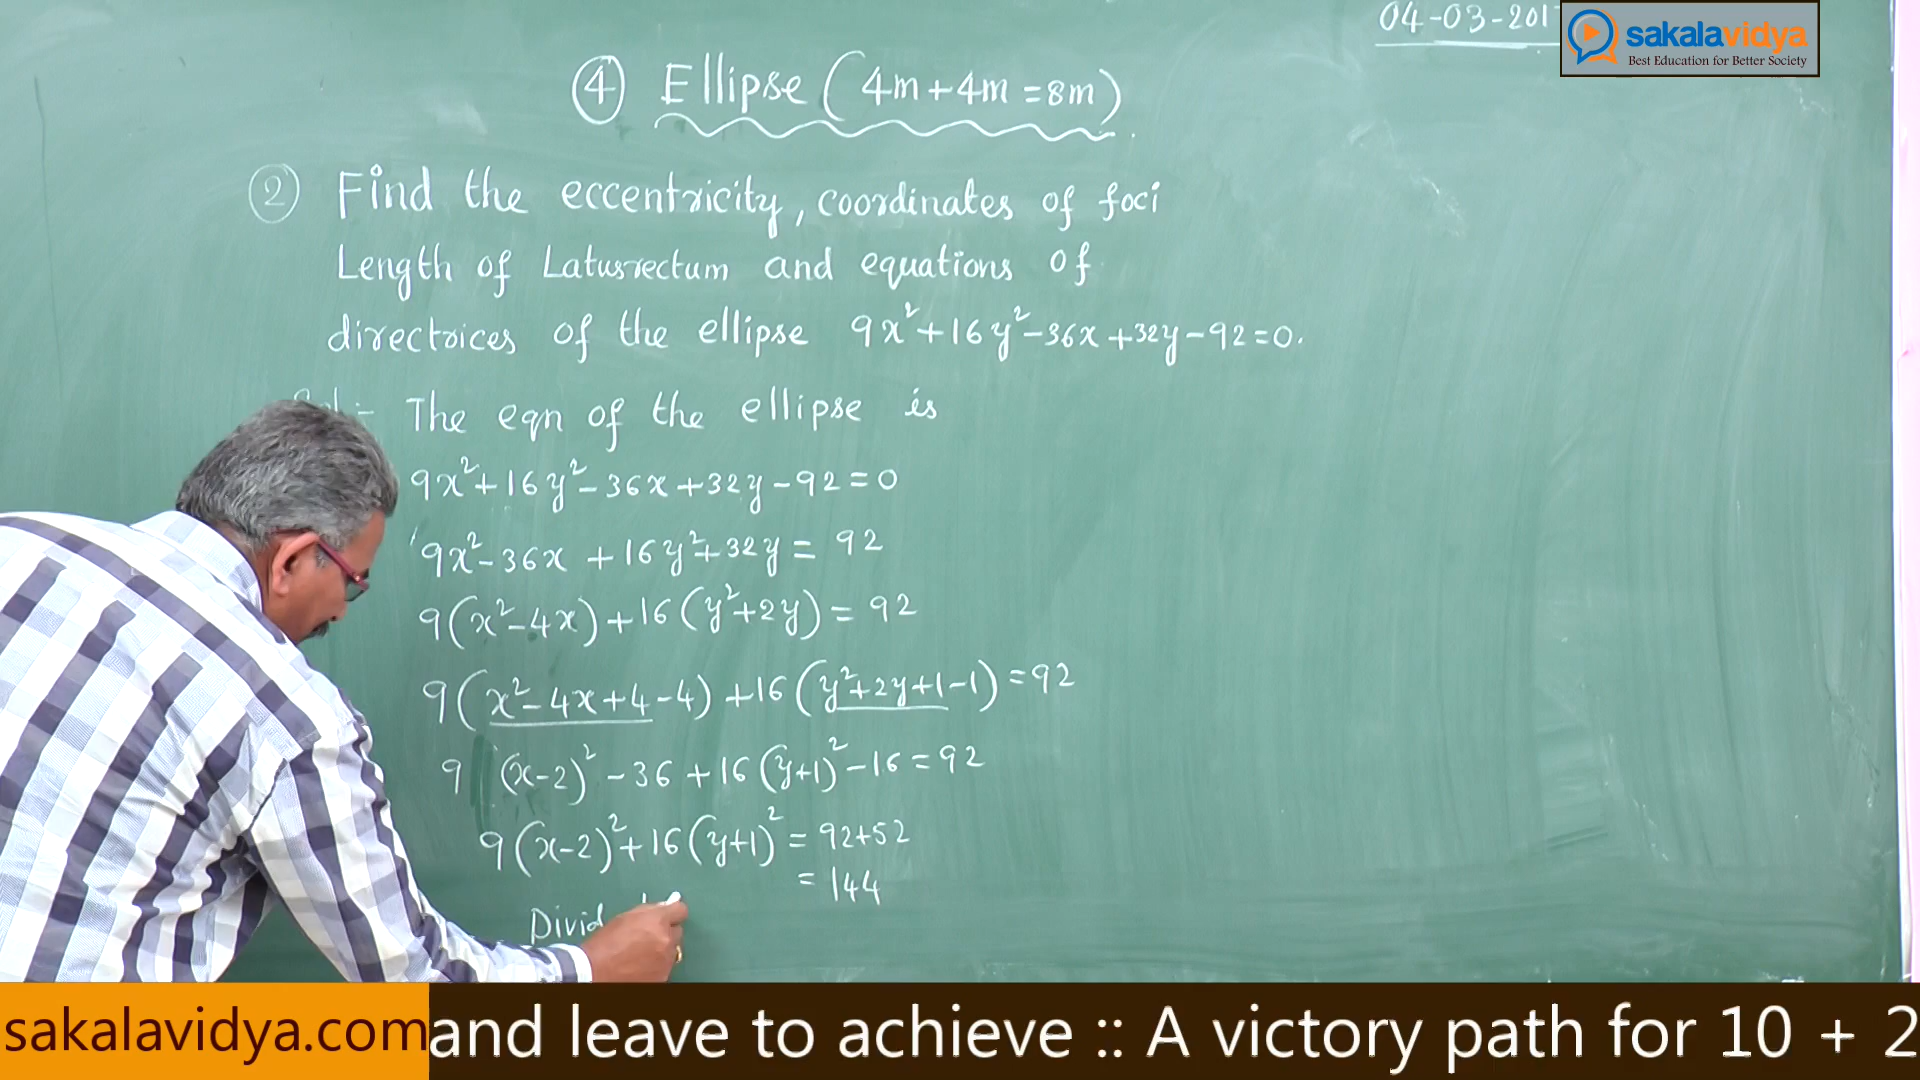 04-03-201
sakalavidya
Best Education for Better Society
④ Ellipse (4m+4m=8m)
② Find the eccentricity, coordinates of foci
Length of Latusrectum and equations of
directrices of the ellipse 9x²+16y²-36x+32y-92=0.
The eqn of the ellipse is
9x²+16y²-36x+32y-92=0
9x²-36x+16y²+32y=92
9(x²-4x)+16(y²+2y)=92
9(x²-4x+4-4)+16(y²+2y+1-1)=92
9 (x-2)²-36+16(y+1)²-16=92
9(x-2)²+16(y+1)²=92+52
=144
Divid
sakalavidya.com and leave to achieve :: A victory path for 10 + 2